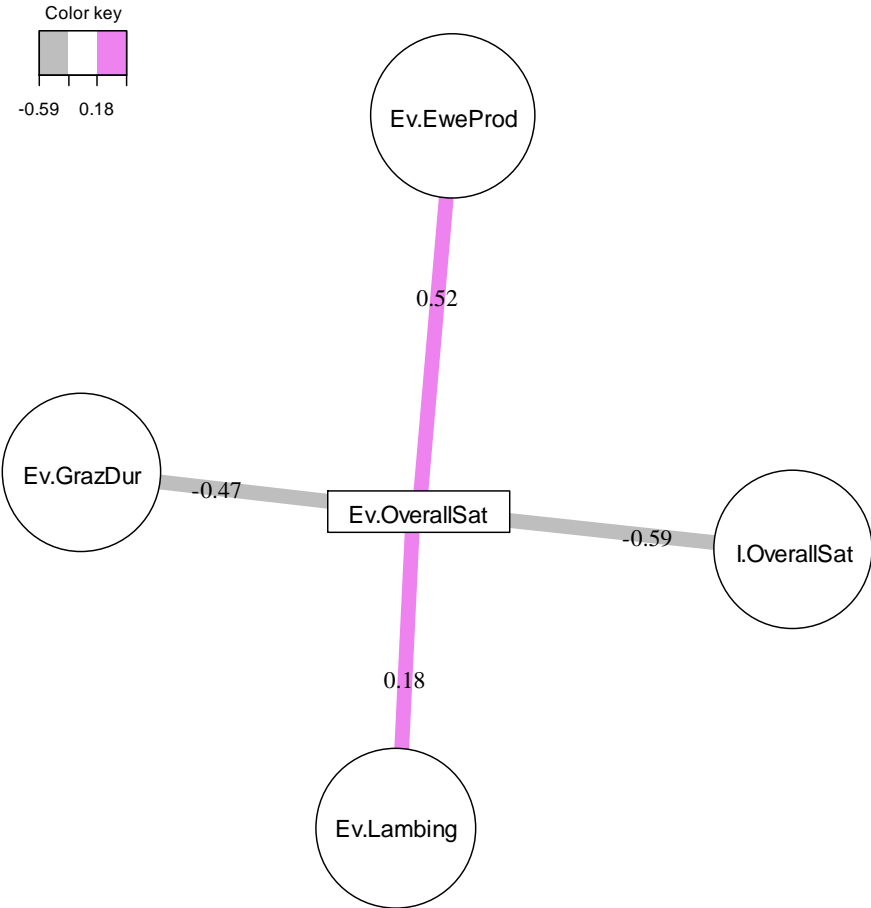 Color key
-0.59 0.18
Ev.EweProd
0.52
Ev.GrazDur
-0.47
Ev.OverallSat
-0.59
I.OverallSat
0.18
Ev.Lambing